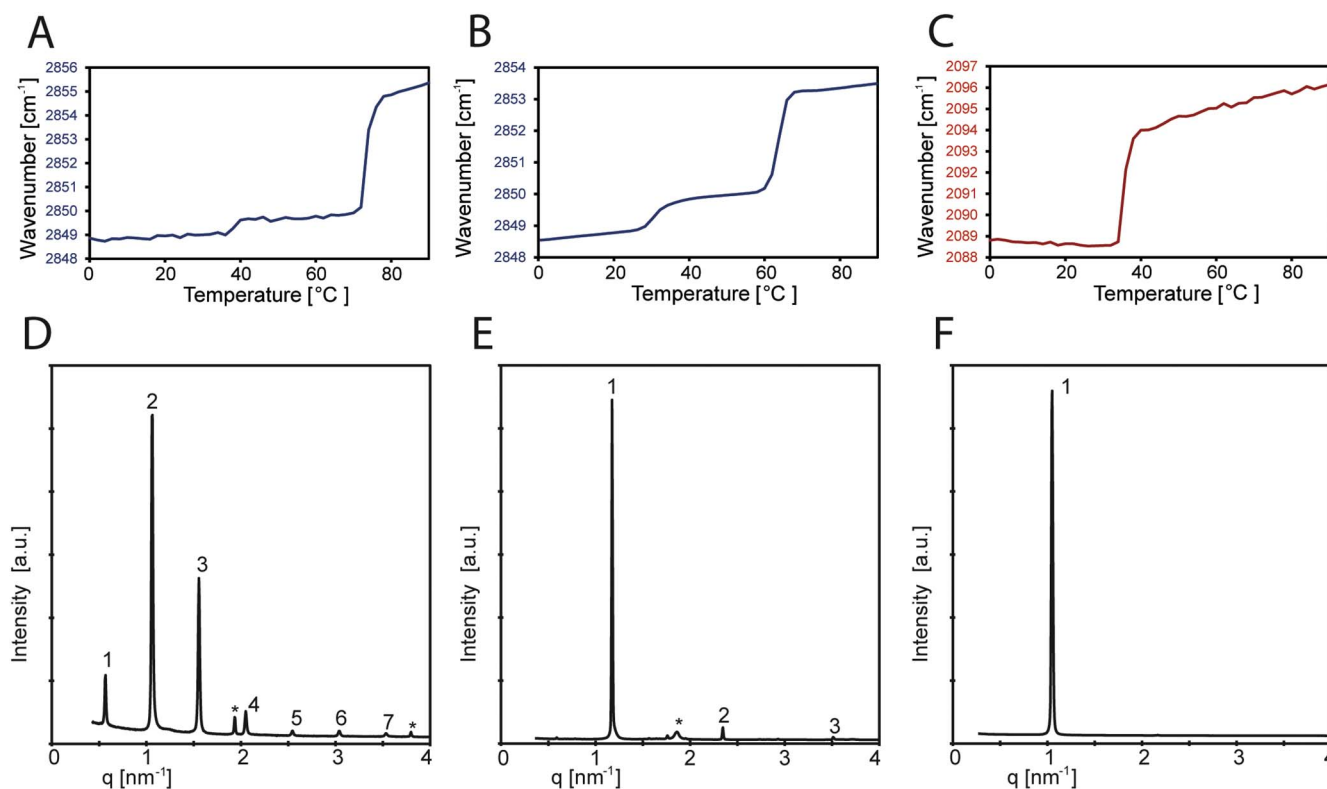 A
Wavenumber [cm⁻¹]
2856
2855
2854
2853
2852
2851
2850
2849
2848
0 20 40 60 80
Temperature [°C ]
B
Wavenumber [cm⁻¹]
2854
2853
2852
2851
2850
2849
2848
0 20 40 60 80
Temperature [°C ]
C
Wavenumber [cm⁻¹]
2097
2096
2095
2094
2093
2092
2091
2090
2089
2088
0 20 40 60 80
Temperature [°C ]
D
Intensity [a.u.]
1 2 3 * 4 5 6 7 *
0 1 2 3 4
q [nm⁻¹]
E
Intensity [a.u.]
1 * 2 3
0 1 2 3 4
q [nm⁻¹]
F
Intensity [a.u.]
1
0 1 2 3 4
q [nm⁻¹]